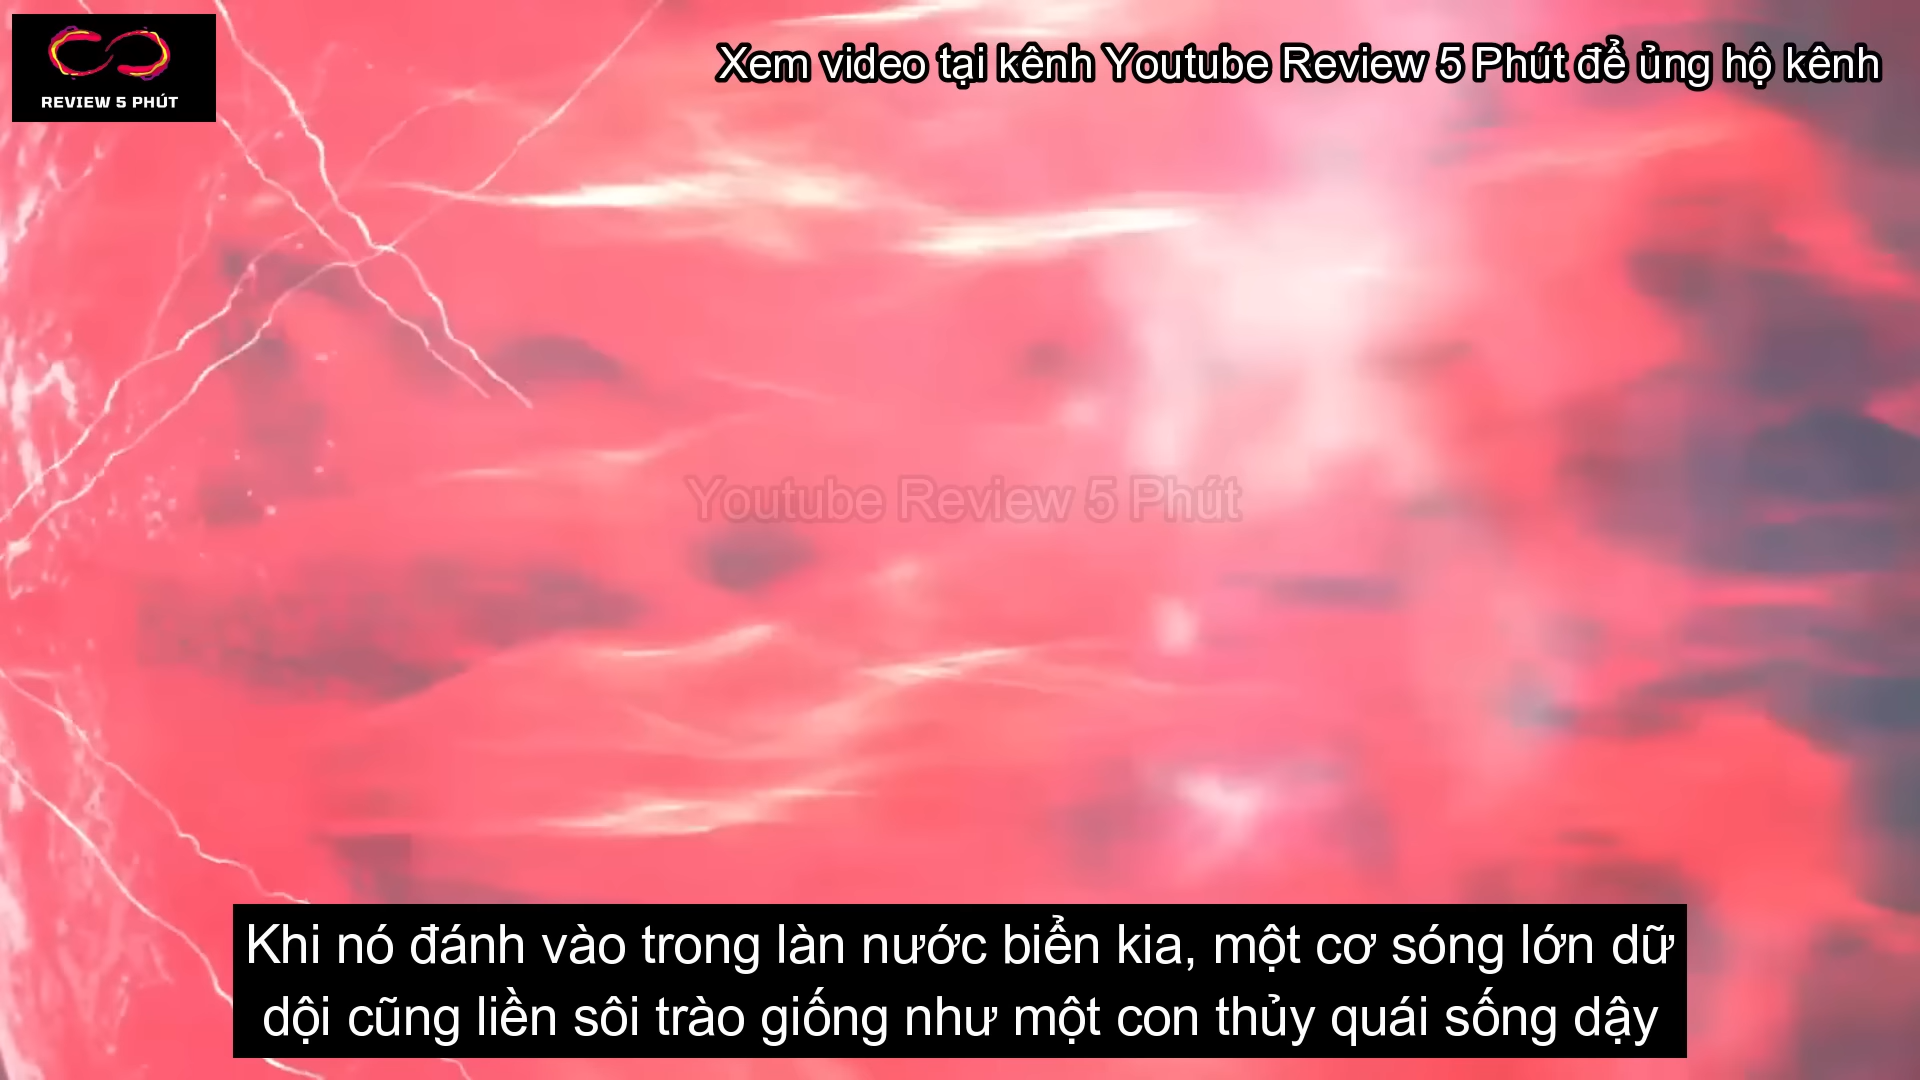 REVIEW 5 PHÚT
Xem video tại kênh Youtube Review 5 Phút để ủng hộ kênh
Youtube Review 5 Phút
Khi nó đánh vào trong làn nước biển kia, một cơ sóng lớn dữ
dội cũng liền sôi trào giống như một con thủy quái sống dậy